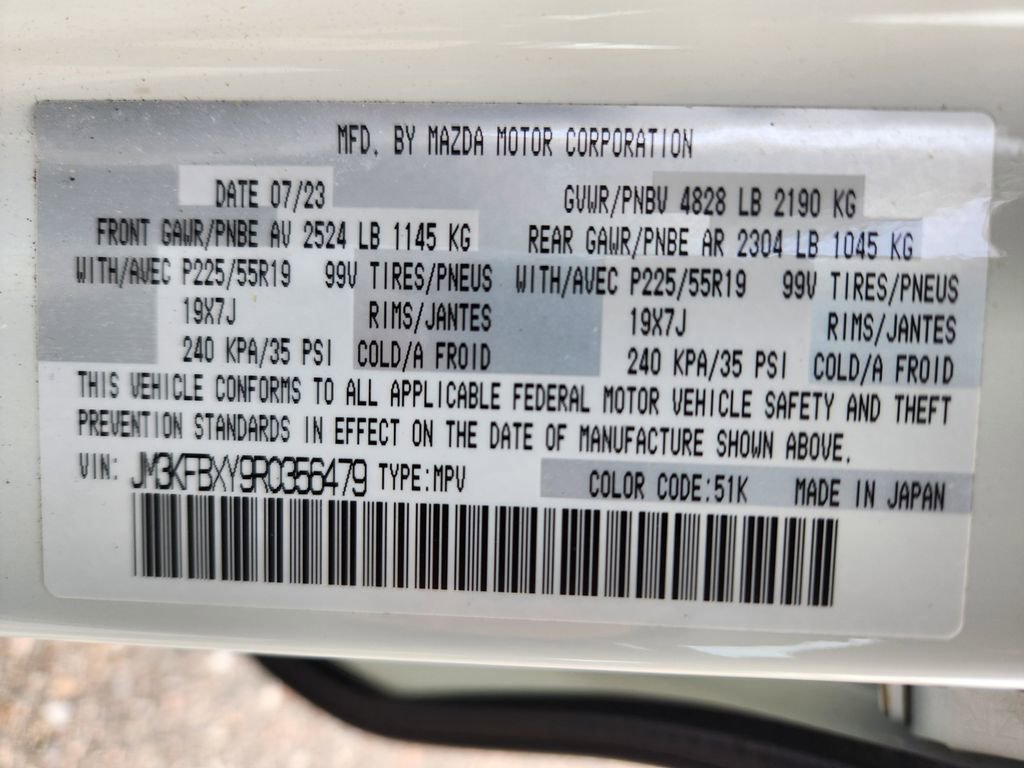 MFD. BY MAZDA MOTOR CORPORATION
DATE 07/23 GVWR/PNBV 4828 LB 2190 KG
FRONT GAWR/PNBE AV 2524 LB 1145 KG REAR GAWR/PNBE AR 2304 LB 1045 KG
WITH/AVEC P225/55R19 99V TIRES/PNEUS WITH/AVEC P225/55R19 99V TIRES/PNEUS
19X7J RIMS/JANTES 19X7J RIMS/JANTES
240 KPA/35 PSI COLD/A FROID 240 KPA/35 PSI COLD/A FROID
THIS VEHICLE CONFORMS TO ALL APPLICABLE FEDERAL MOTOR VEHICLE SAFETY AND THEFT
PREVENTION STANDARDS IN EFFECT ON THE DATE OF MANUFACTURE SHOWN ABOVE.
VIN: JM3KFBXY9R0356479 TYPE:MPV COLOR CODE:51K MADE IN JAPAN